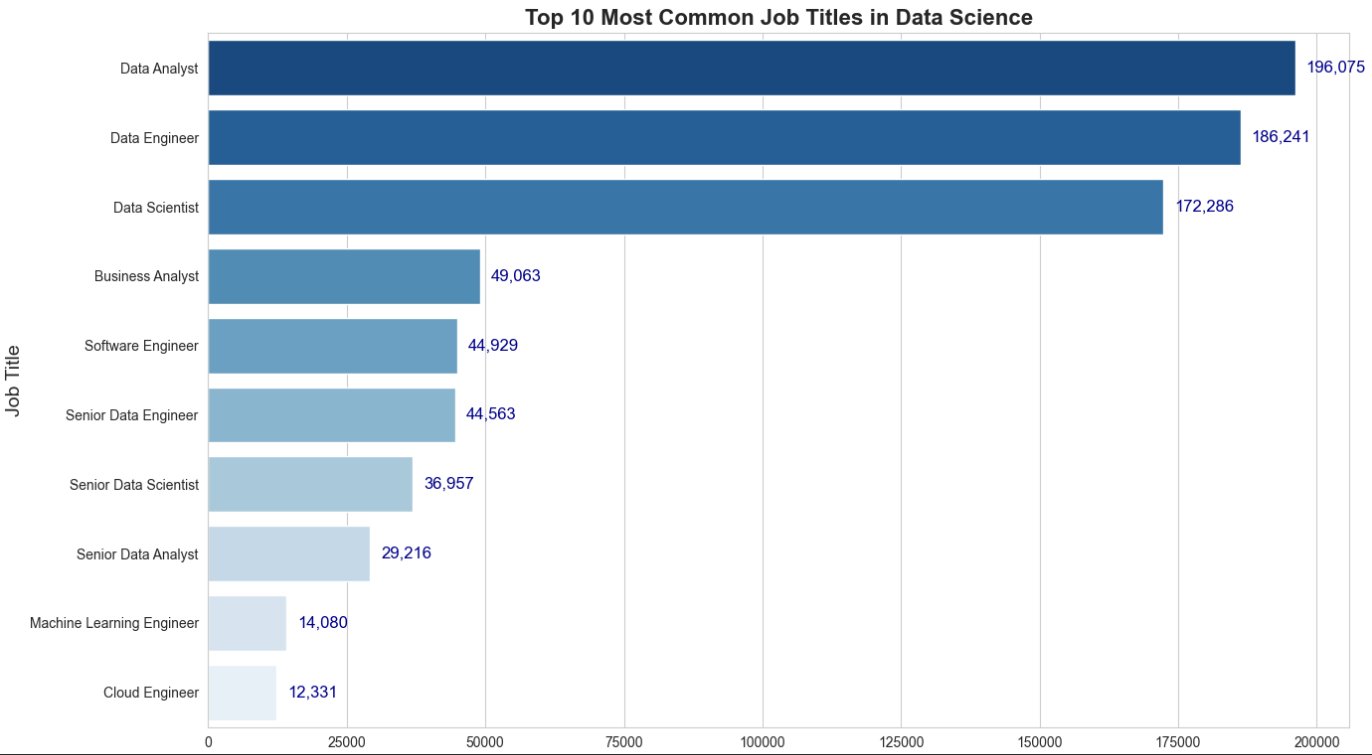 Top 10 Most Common Job Titles in Data Science
Job Title
Data Analyst 196,075
Data Engineer 186,241
Data Scientist 172,286
Business Analyst 49,063
Software Engineer 44,929
Senior Data Engineer 44,563
Senior Data Scientist 36,957
Senior Data Analyst 29,216
Machine Learning Engineer 14,080
Cloud Engineer 12,331
0 25000 50000 75000 100000 125000 150000 175000 200000